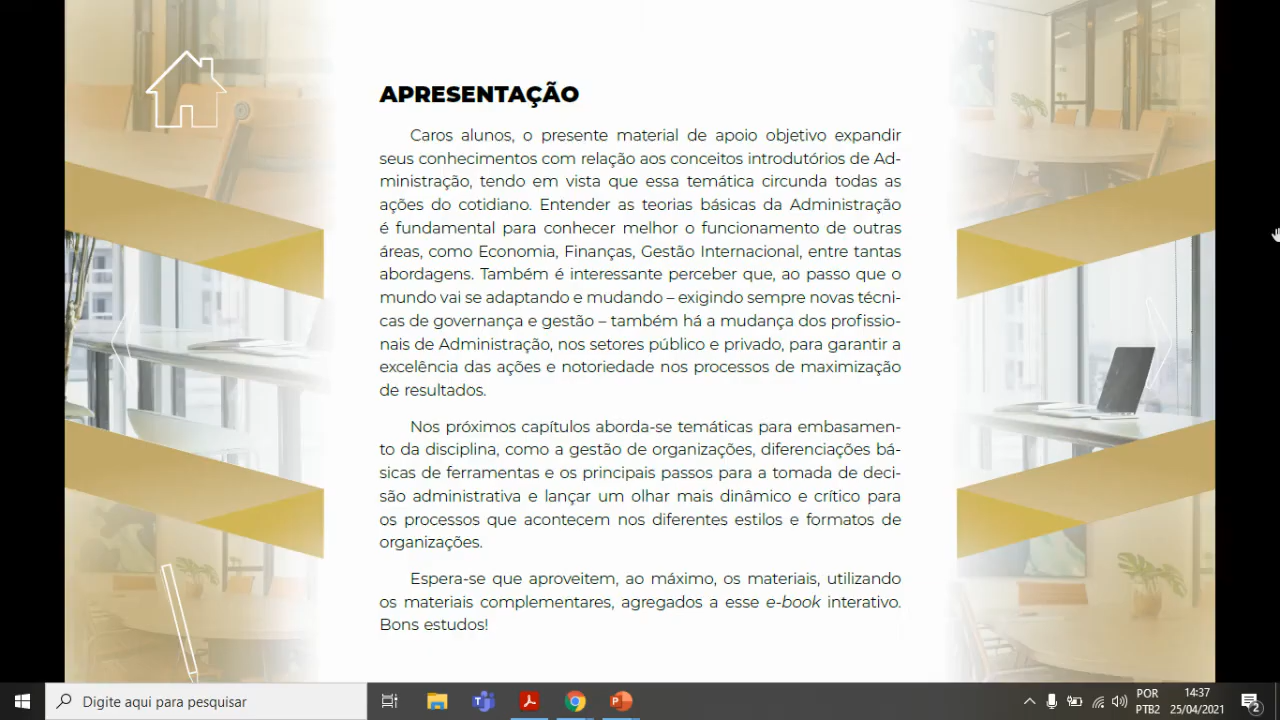 APRESENTAÇÃO
Caros alunos, o presente material de apoio objetivo expandir
seus conhecimentos com relação aos conceitos introdutórios de Ad-
ministração, tendo em vista que essa temática circunda todas as
ações do cotidiano. Entender as teorias básicas da Administração
é fundamental para conhecer melhor o funcionamento de outras
áreas, como Economia, Finanças, Gestão Internacional, entre tantas
abordagens. Também é interessante perceber que, ao passo que o
mundo vai se adaptando e mudando – exigindo sempre novas técni-
cas de governança e gestão – também há a mudança dos profissio-
nais de Administração, nos setores público e privado, para garantir a
excelência das ações e notoriedade nos processos de maximização
de resultados.
Nos próximos capítulos aborda-se temáticas para embasamen-
to da disciplina, como a gestão de organizações, diferenciações bá-
sicas de ferramentas e os principais passos para a tomada de deci-
são administrativa e lançar um olhar mais dinâmico e crítico para
os processos que acontecem nos diferentes estilos e formatos de
organizações.
Espera-se que aproveitem, ao máximo, os materiais, utilizando
os materiais complementares, agregados a esse e-book interativo.
Bons estudos!
Digite aqui para pesquisar
POR 14:37
PTB2 25/04/2021
2